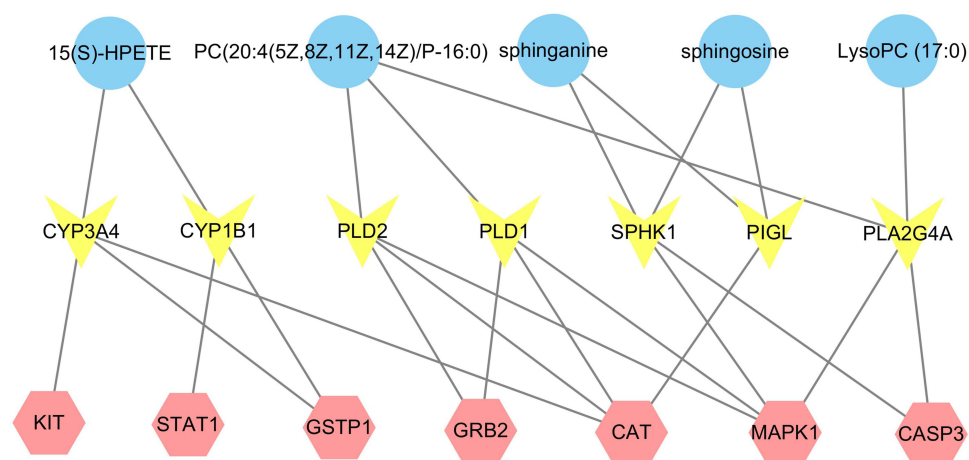 15(S)-HPETE
PC(20:4(5Z,8Z,11Z,14Z)/P-16:0)
sphinganine
sphingosine
LysoPC (17:0)
CYP3A4
CYP1B1
PLD2
PLD1
SPHK1
PIGL
PLA2G4A
KIT
STAT1
GSTP1
GRB2
CAT
MAPK1
CASP3